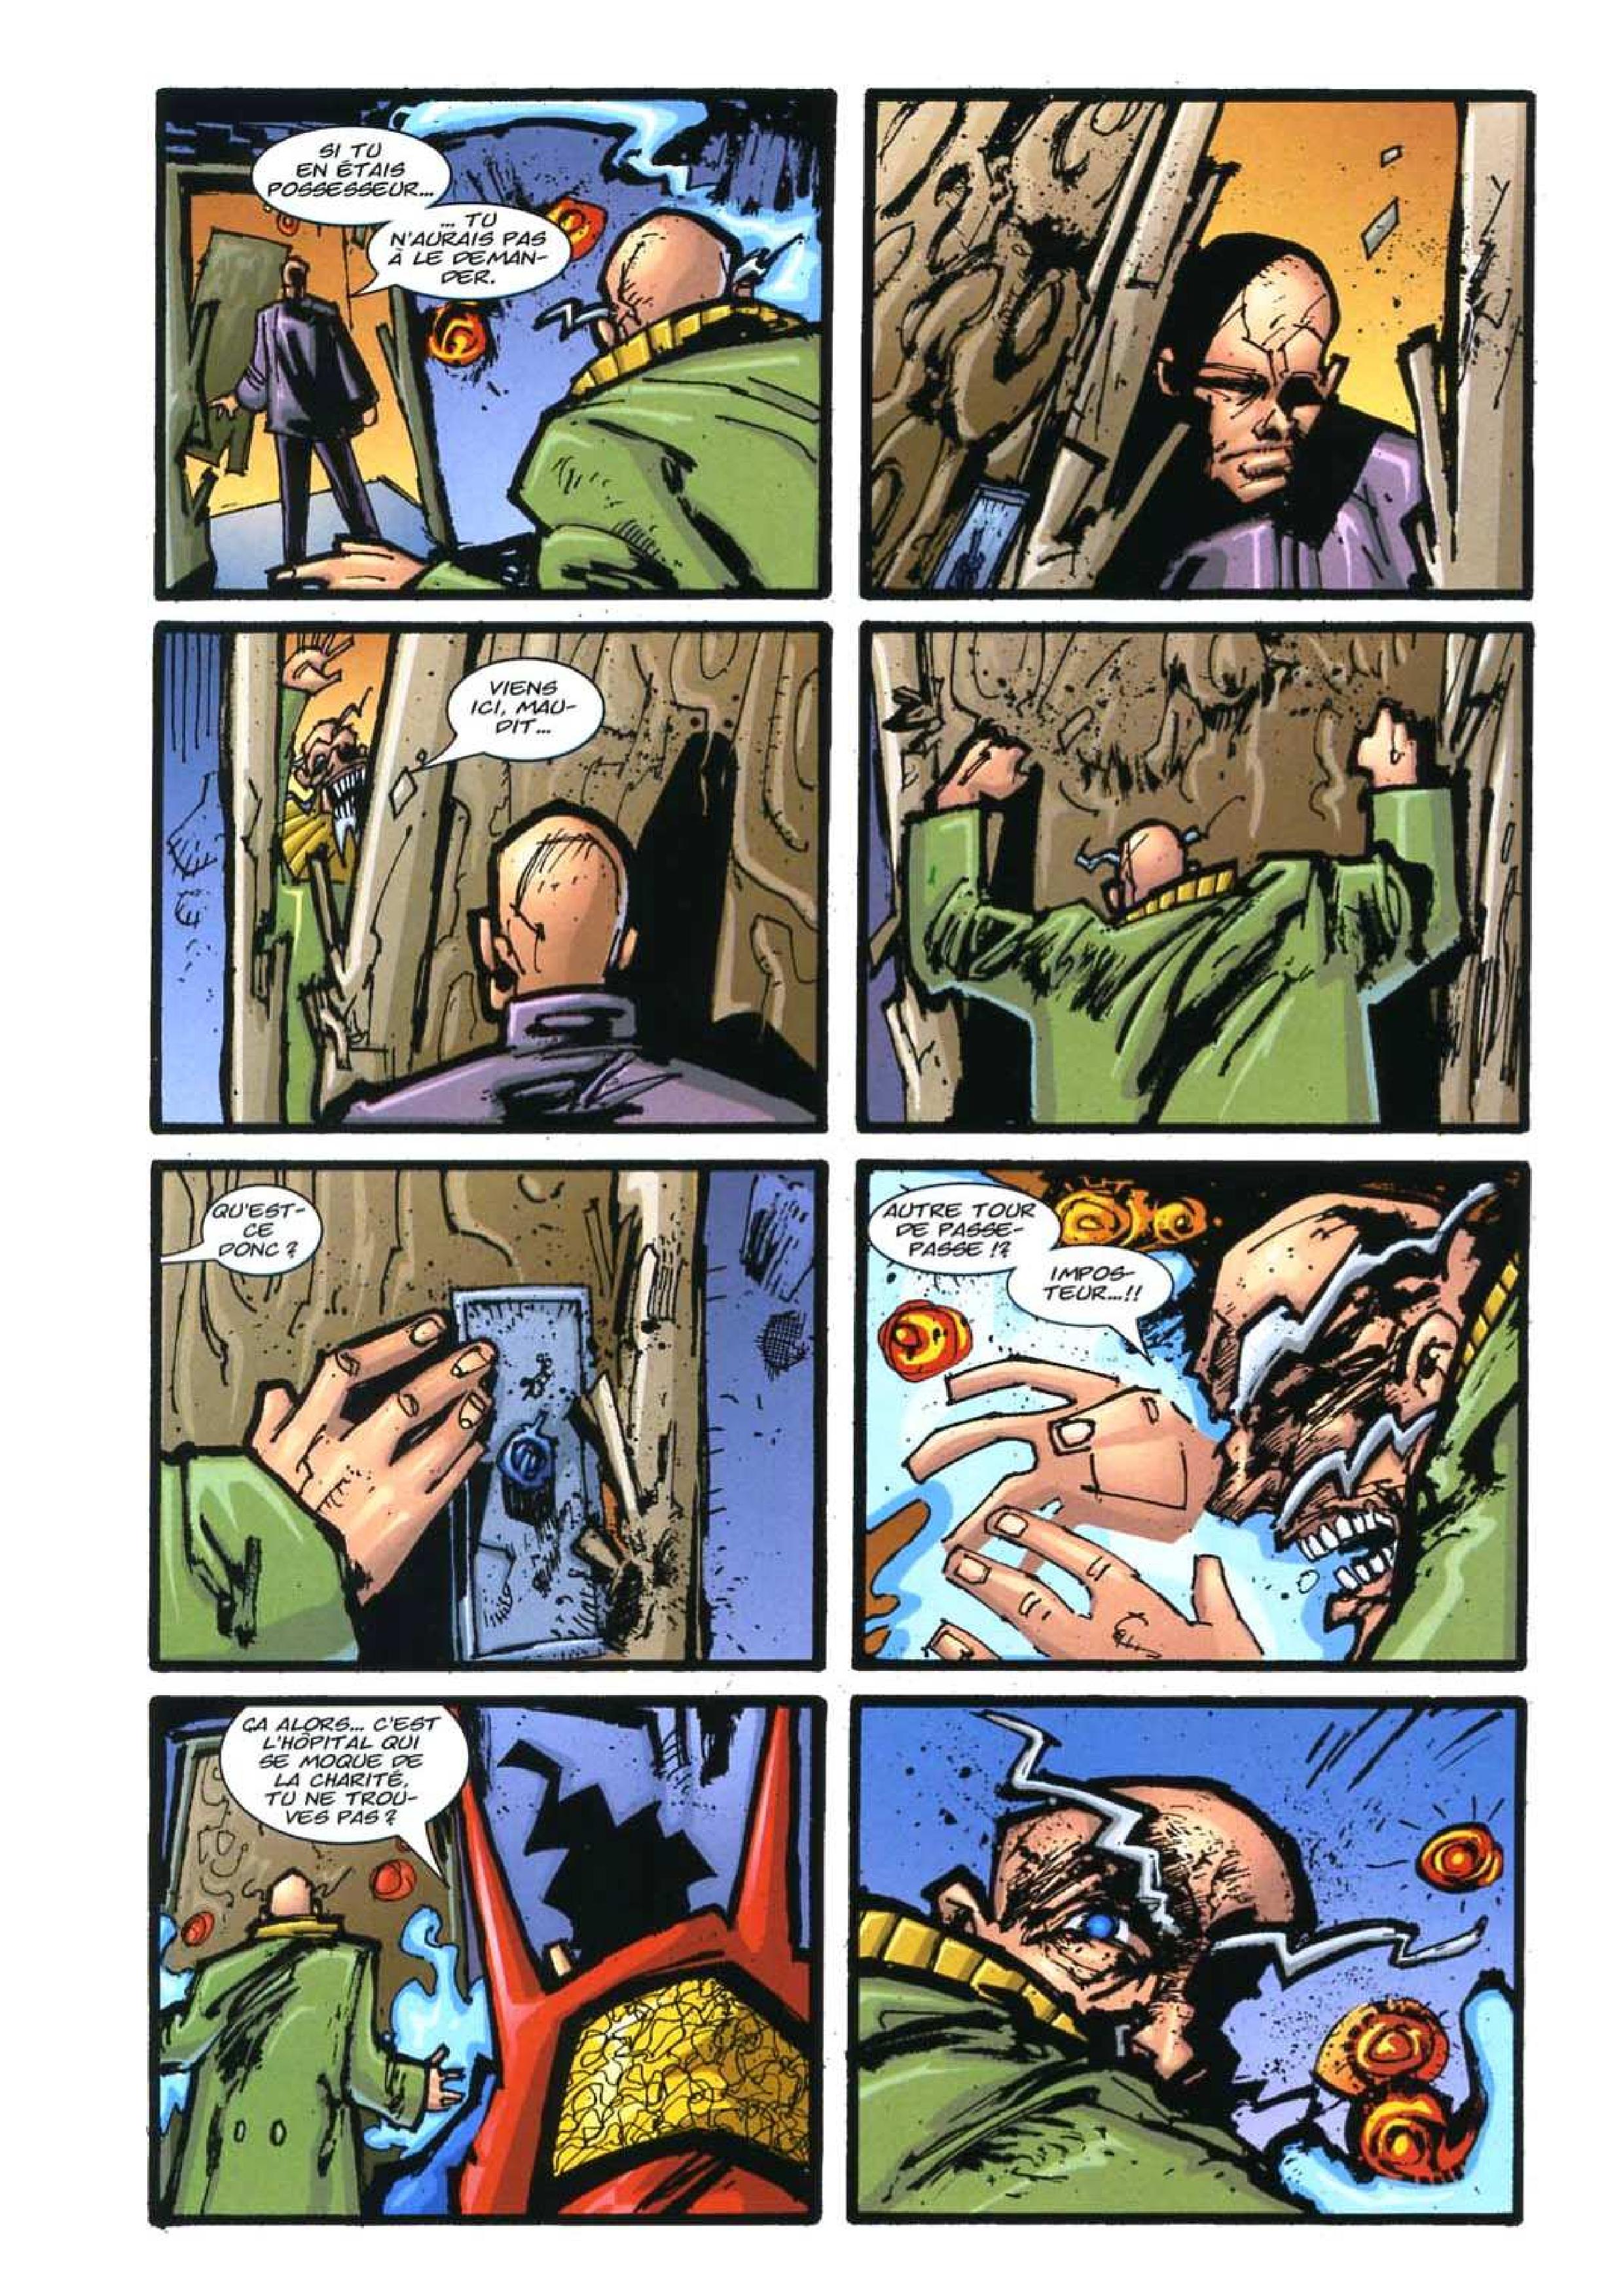 SI TU
EN ÉTAIS
POSSESSEUR...
... TU
N'AURAIS PAS
À LE DEMAN-
DER.
VIENS
ICI, MAU-
DIT...
QU'EST-
CE
DONC ?
AUTRE TOUR
DE PASSE-
PASSE !?
IMPOS-
TEUR...!!
ÇA ALORS... C'EST
L'HÔPITAL QUI
SE MOQUE DE
LA CHARITÉ,
TU NE TROU-
VES PAS ?